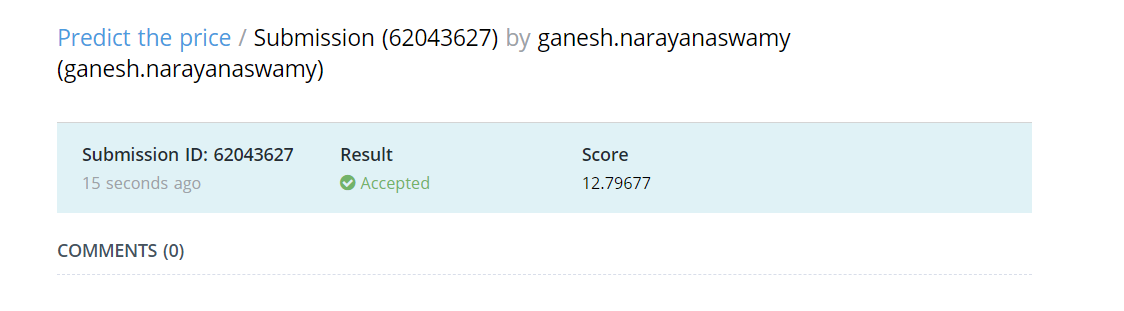 Predict the price / Submission (62043627) by ganesh.narayanaswamy
(ganesh.narayanaswamy)
Submission ID: 62043627 Result Score
15 seconds ago Accepted 12.79677
COMMENTS (0)